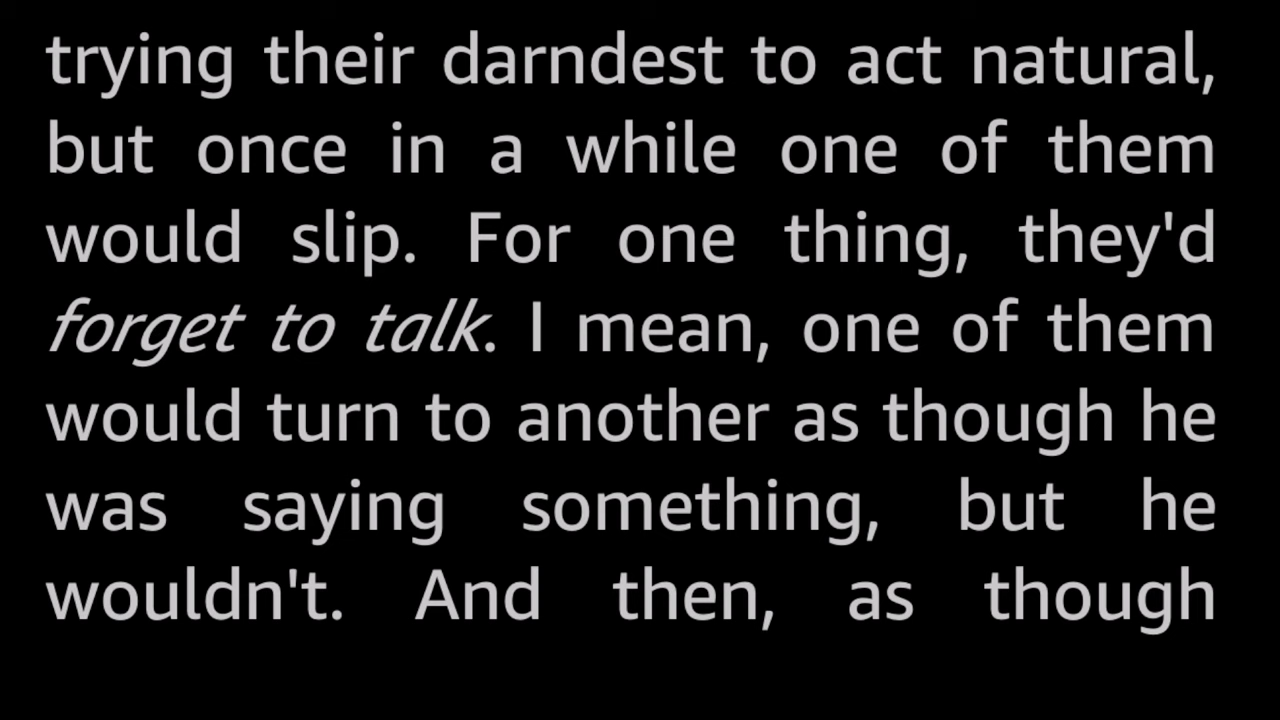 trying their darndest to act natural,
but once in a while one of them
would slip. For one thing, they'd
forget to talk. I mean, one of them
would turn to another as though he
was saying something, but he
wouldn't. And then, as though